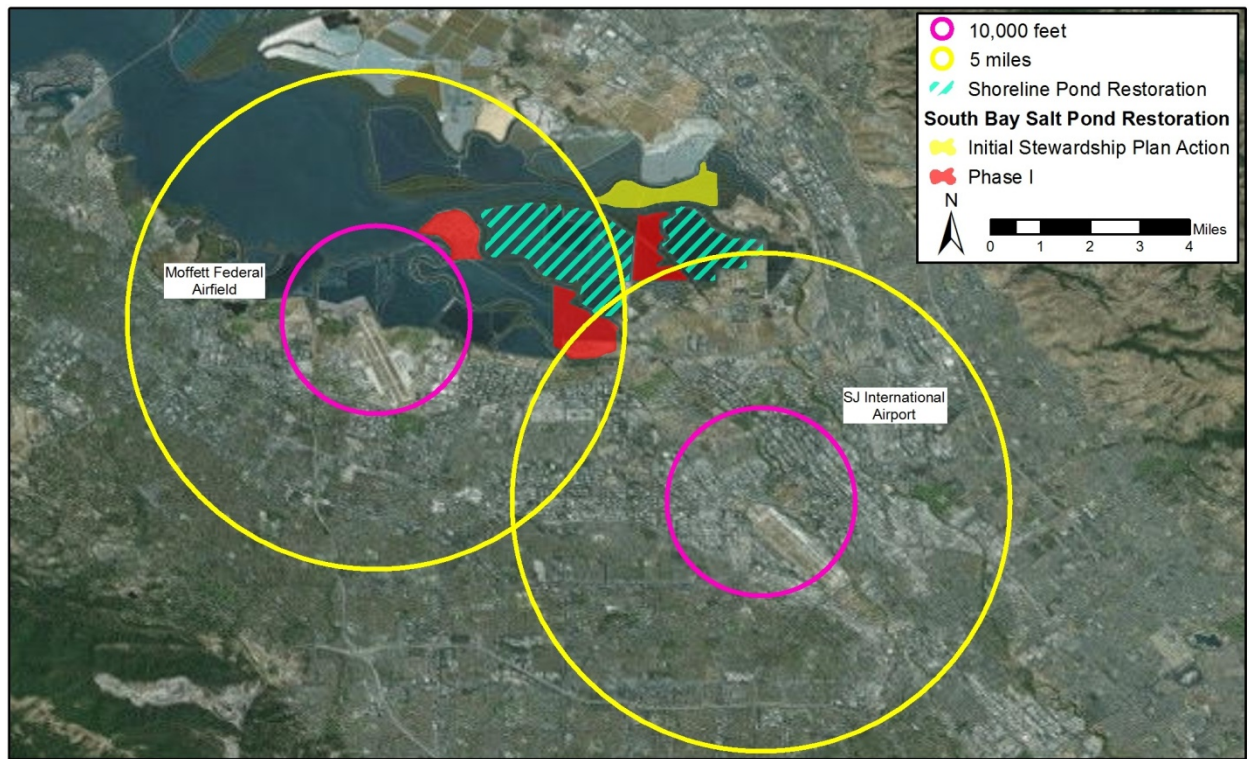 10,000 feet
5 miles
Shoreline Pond Restoration
South Bay Salt Pond Restoration
Initial Stewardship Plan Action
Phase I
N
Miles
0 1 2 3 4
Moffett Federal
Airfield
SJ International
Airport